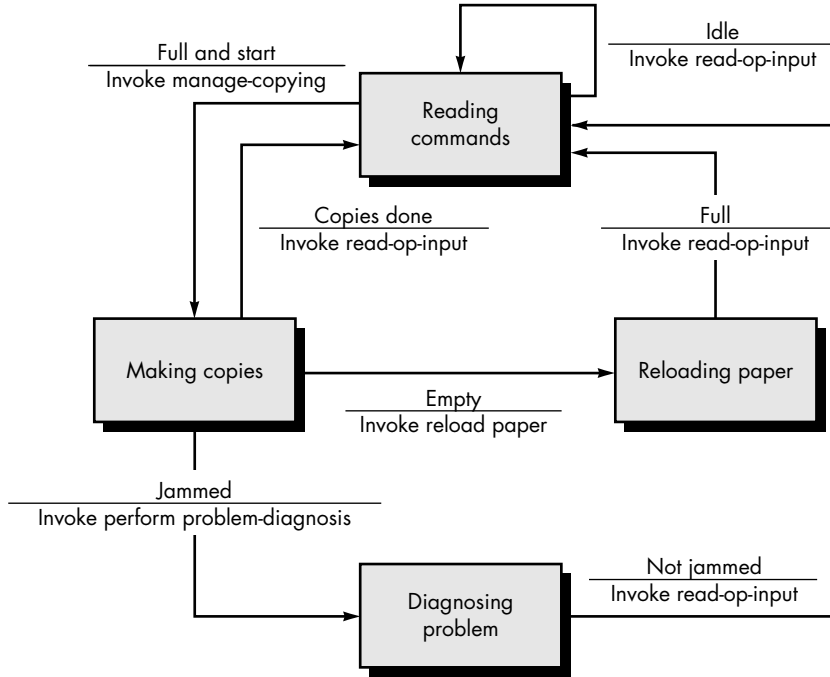 Full and start
Invoke manage-copying
Idle
Invoke read-op-input
Reading
commands
Copies done
Invoke read-op-input
Full
Invoke read-op-input
Making copies
Reloading paper
Empty
Invoke reload paper
Jammed
Invoke perform problem-diagnosis
Not jammed
Invoke read-op-input
Diagnosing
problem